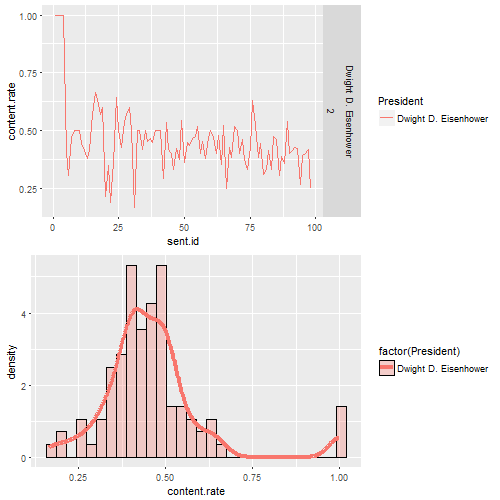 1.00
0.75
0.50
0.25
content.rate
0
25
50
75
100
sent.id
Dwight D. Eisenhower
2
President
Dwight D. Eisenhower
4
2
0
density
0.25
0.50
0.75
1.00
content.rate
factor(President)
Dwight D. Eisenhower